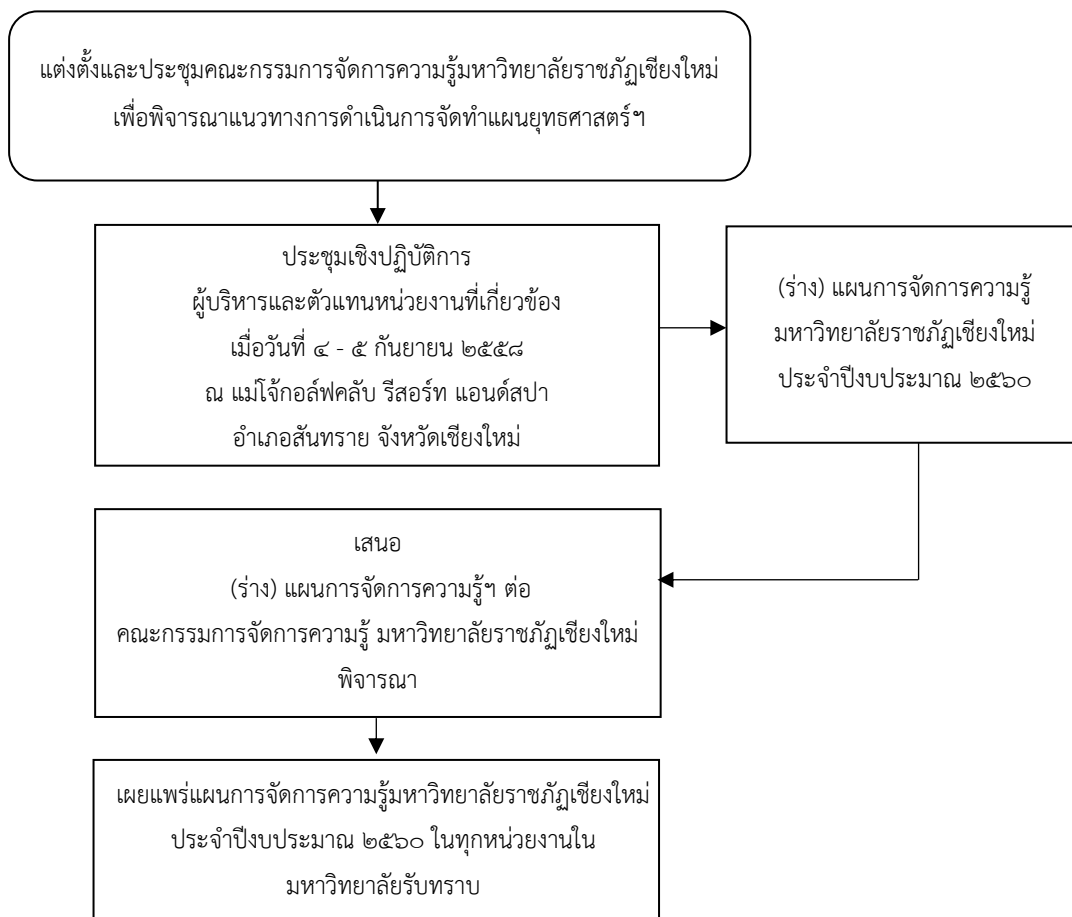 แต่งตั้งและประชุมคณะกรรมการจัดการความรู้มหาวิทยาลัยราชภัฏเชียงใหม่
เพื่อพิจารณาแนวทางการดำเนินการจัดทำแผนยุทธศาสตร์ฯ
ประชุมเชิงปฏิบัติการ
ผู้บริหารและตัวแทนหน่วยงานที่เกี่ยวข้อง
เมื่อวันที่ ๔ - ๕ กันยายน ๒๕๕๘
ณ แม่โจ้กอล์ฟคลับ รีสอร์ท แอนด์สปา
อำเภอสันทราย จังหวัดเชียงใหม่
(ร่าง) แผนการจัดการความรู้
มหาวิทยาลัยราชภัฏเชียงใหม่
ประจำปีงบประมาณ ๒๕๖๐
เสนอ
(ร่าง) แผนการจัดการความรู้ฯ ต่อ
คณะกรรมการจัดการความรู้ มหาวิทยาลัยราชภัฏเชียงใหม่
พิจารณา
เผยแพร่แผนการจัดการความรู้มหาวิทยาลัยราชภัฏเชียงใหม่
ประจำปีงบประมาณ ๒๕๖๐ ในทุกหน่วยงานใน
มหาวิทยาลัยรับทราบ